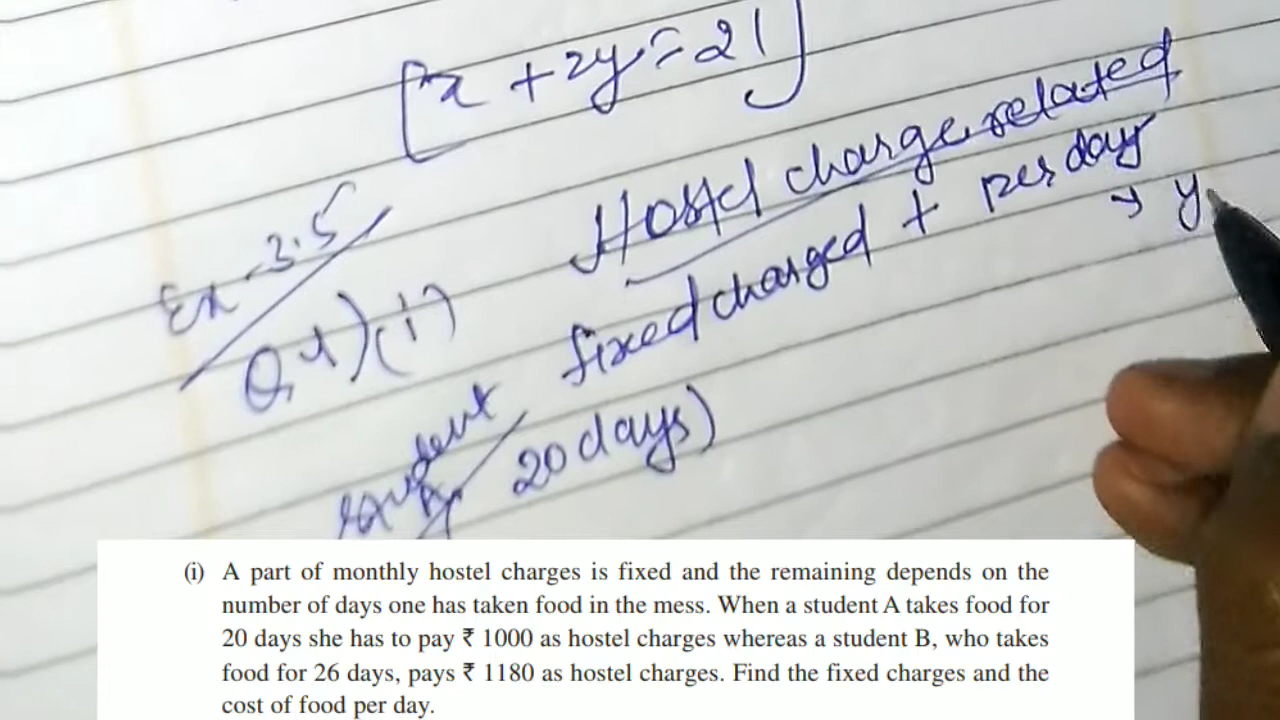 [x + 2y = 21]
Hostel charge related
Ex-3.5
fixed charged + per day
→ y
Q.4) (i)
student
A, 20 days)
(i) A part of monthly hostel charges is fixed and the remaining depends on the
number of days one has taken food in the mess. When a student A takes food for
20 days she has to pay ₹ 1000 as hostel charges whereas a student B, who takes
food for 26 days, pays ₹ 1180 as hostel charges. Find the fixed charges and the
cost of food per day.